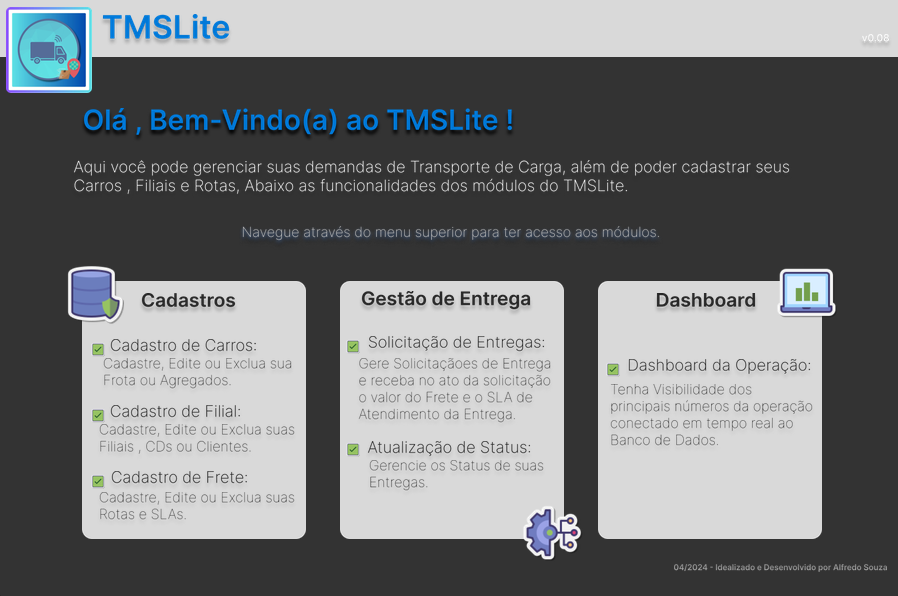 TMSLite
v0.08
Olá , Bem-Vindo(a) ao TMSLite !
Aqui você pode gerenciar suas demandas de Transporte de Carga, além de poder cadastrar seus
Carros , Filiais e Rotas, Abaixo as funcionalidades dos módulos do TMSLite.
Navegue através do menu superior para ter acesso aos módulos.
Cadastros
Cadastro de Carros:
Cadastre, Edite ou Exclua sua
Frota ou Agregados.
Cadastro de Filial:
Cadastre, Edite ou Exclua suas
Filiais , CDs ou Clientes.
Cadastro de Frete:
Cadastre, Edite ou Exclua suas
Rotas e SLAs.
Gestão de Entrega
Solicitação de Entregas:
Gere Solicitaçãoes de Entrega
e receba no ato da solicitação
o valor do Frete e o SLA de
Atendimento da Entrega.
Atualização de Status:
Gerencie os Status de suas
Entregas.
Dashboard
Dashboard da Operação:
Tenha Visibilidade dos
principais números da operação
conectado em tempo real ao
Banco de Dados.
04/2024 - Idealizado e Desenvolvido por Alfredo Souza